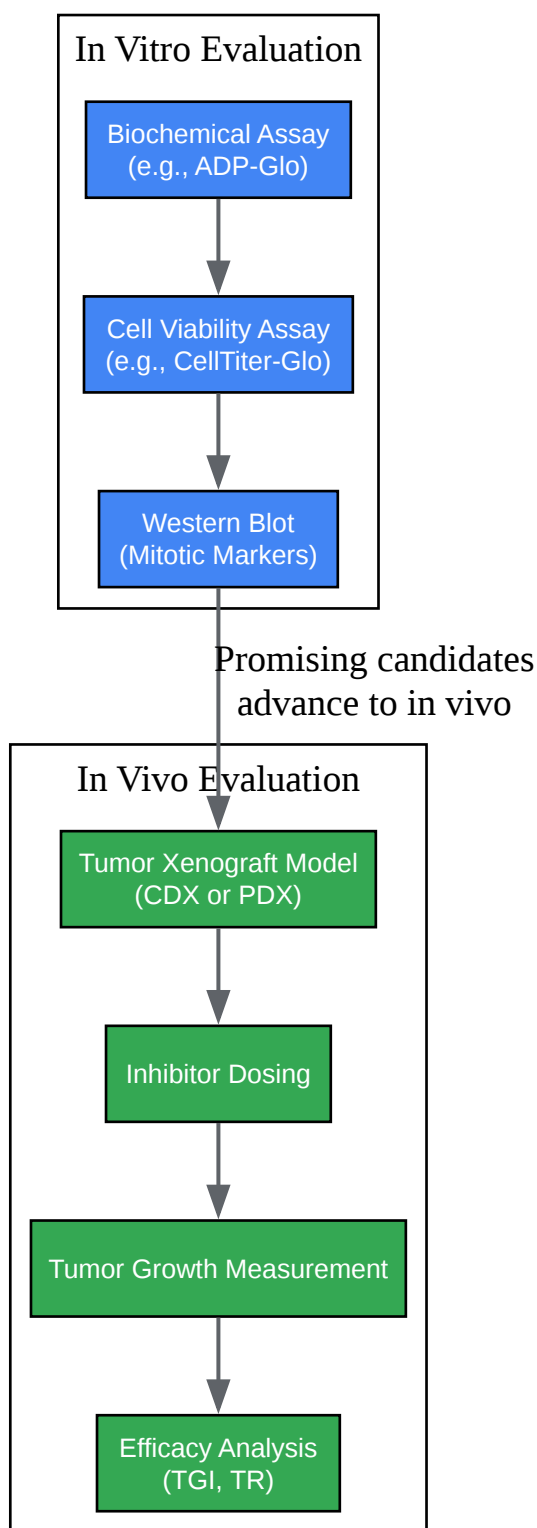 In Vitro Evaluation
Biochemical Assay
(e.g., ADP-Glo)
Cell Viability Assay
(e.g., CellTiter-Glo)
Western Blot
(Mitotic Markers)
Promising candidates
advance to in vivo
In Vivo Evaluation
Tumor Xenograft Model
(CDX or PDX)
Inhibitor Dosing
Tumor Growth Measurement
Efficacy Analysis
(TGI, TR)